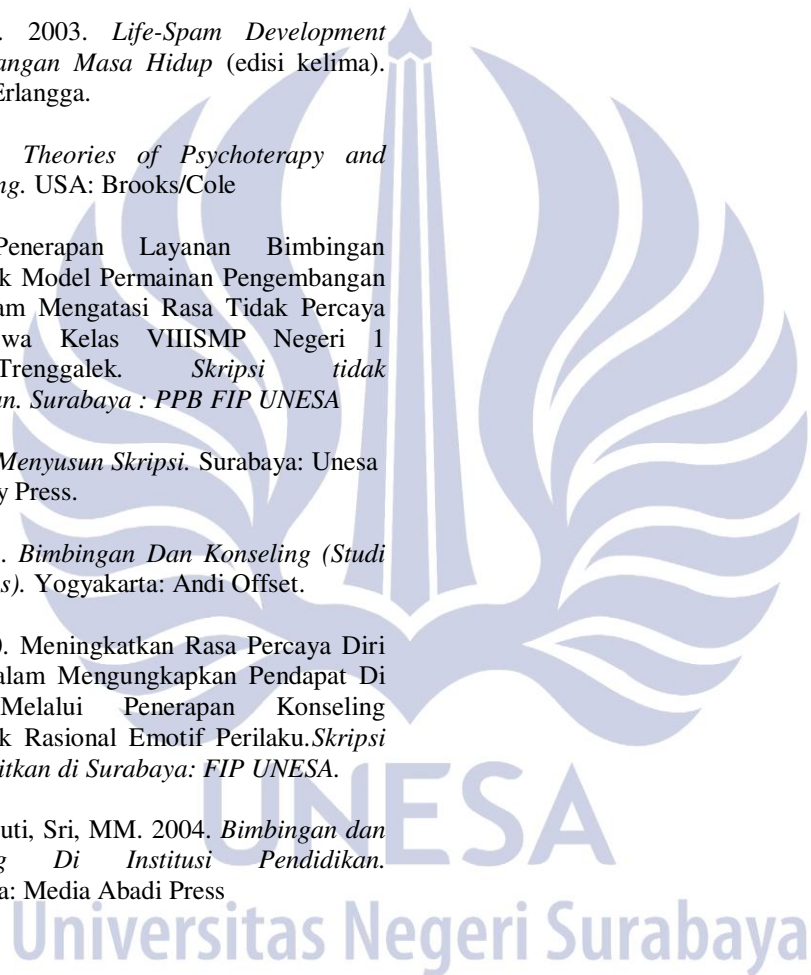 . 2003. Life-Spam Development
angan Masa Hidup (edisi kelima).
Erlangga.
Theories of Psychoterapy and
ng. USA: Brooks/Cole
Penerapan Layanan Bimbingan
k Model Permainan Pengembangan
am Mengatasi Rasa Tidak Percaya
wa Kelas VIIISMP Negeri 1
Trenggalek. Skripsi tidak
an. Surabaya : PPB FIP UNESA
Menyusun Skripsi. Surabaya: Unesa
y Press.
. Bimbingan Dan Konseling (Studi
s). Yogyakarta: Andi Offset.
0. Meningkatkan Rasa Percaya Diri
alam Mengungkapkan Pendapat Di
Melalui Penerapan Konseling
k Rasional Emotif Perilaku.Skripsi
itkan di Surabaya: FIP UNESA.
uti, Sri, MM. 2004. Bimbingan dan
g Di Institusi Pendidikan.
a: Media Abadi Press
UNESA
Universitas Negeri Surabaya